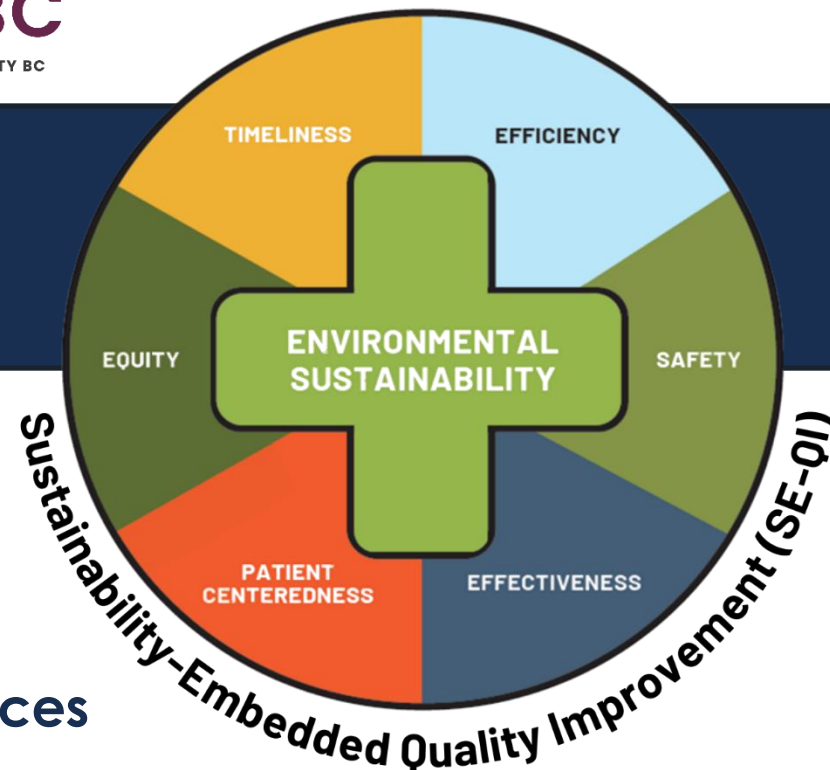 BC
TY BC
TIMELINESS
EFFICIENCY
EQUITY
ENVIRONMENTAL
SUSTAINABILITY
SAFETY
PATIENT
CENTEREDNESS
EFFECTIVENESS
Sustainability-Embedded Quality Improvement (SE-QI)
ces